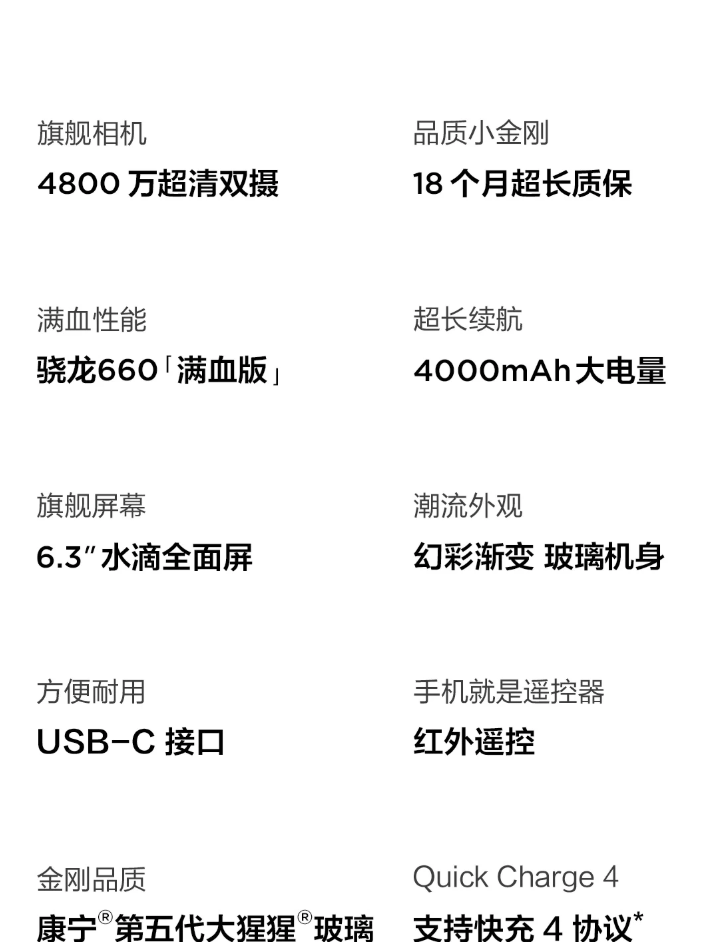 旗舰相机
4800 万超清双摄
品质小金刚
18 个月超长质保
满血性能
骁龙660「满血版」
超长续航
4000mAh大电量
旗舰屏幕
6.3″水滴全面屏
潮流外观
幻彩渐变 玻璃机身
方便耐用
USB-C 接口
手机就是遥控器
红外遥控
金刚品质
康宁®第五代大猩猩®玻璃
Quick Charge 4
支持快充 4 协议*